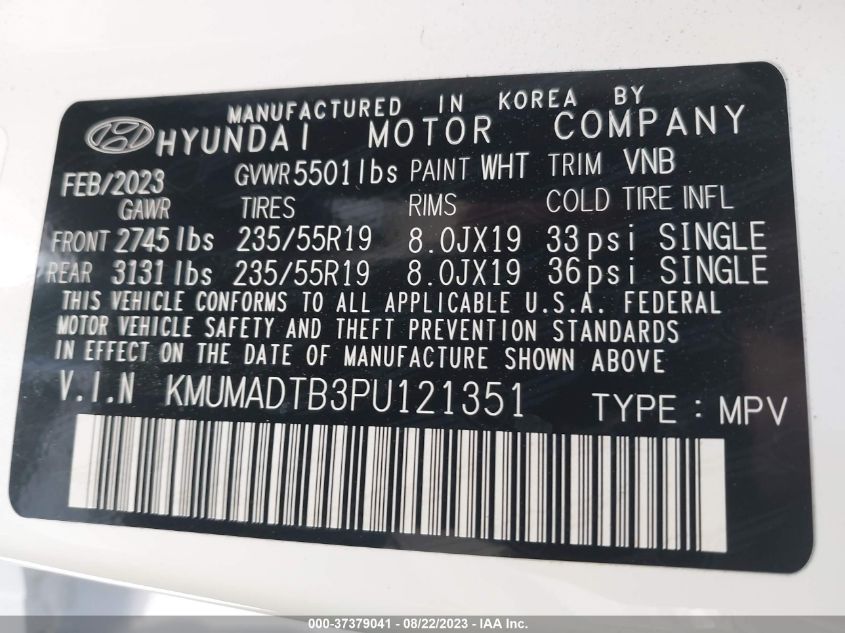 MANUFACTURED IN KOREA BY
HYUNDAI MOTOR COMPANY
FEB/2023 GVWR 5501lbs PAINT WHT TRIM VNB
GAWR TIRES RIMS COLD TIRE INFL
FRONT 2745 lbs 235/55R19 8.0JX19 33psi SINGLE
REAR 3131 lbs 235/55R19 8.0JX19 36psi SINGLE
THIS VEHICLE CONFORMS TO ALL APPLICABLE U.S.A. FEDERAL
MOTOR VEHICLE SAFETY AND THEFT PREVENTION STANDARDS
IN EFFECT ON THE DATE OF MANUFACTURE SHOWN ABOVE
V.I.N KMUMADTB3PU121351 TYPE : MPV
000-37379041 - 08/22/2023 - IAA Inc.